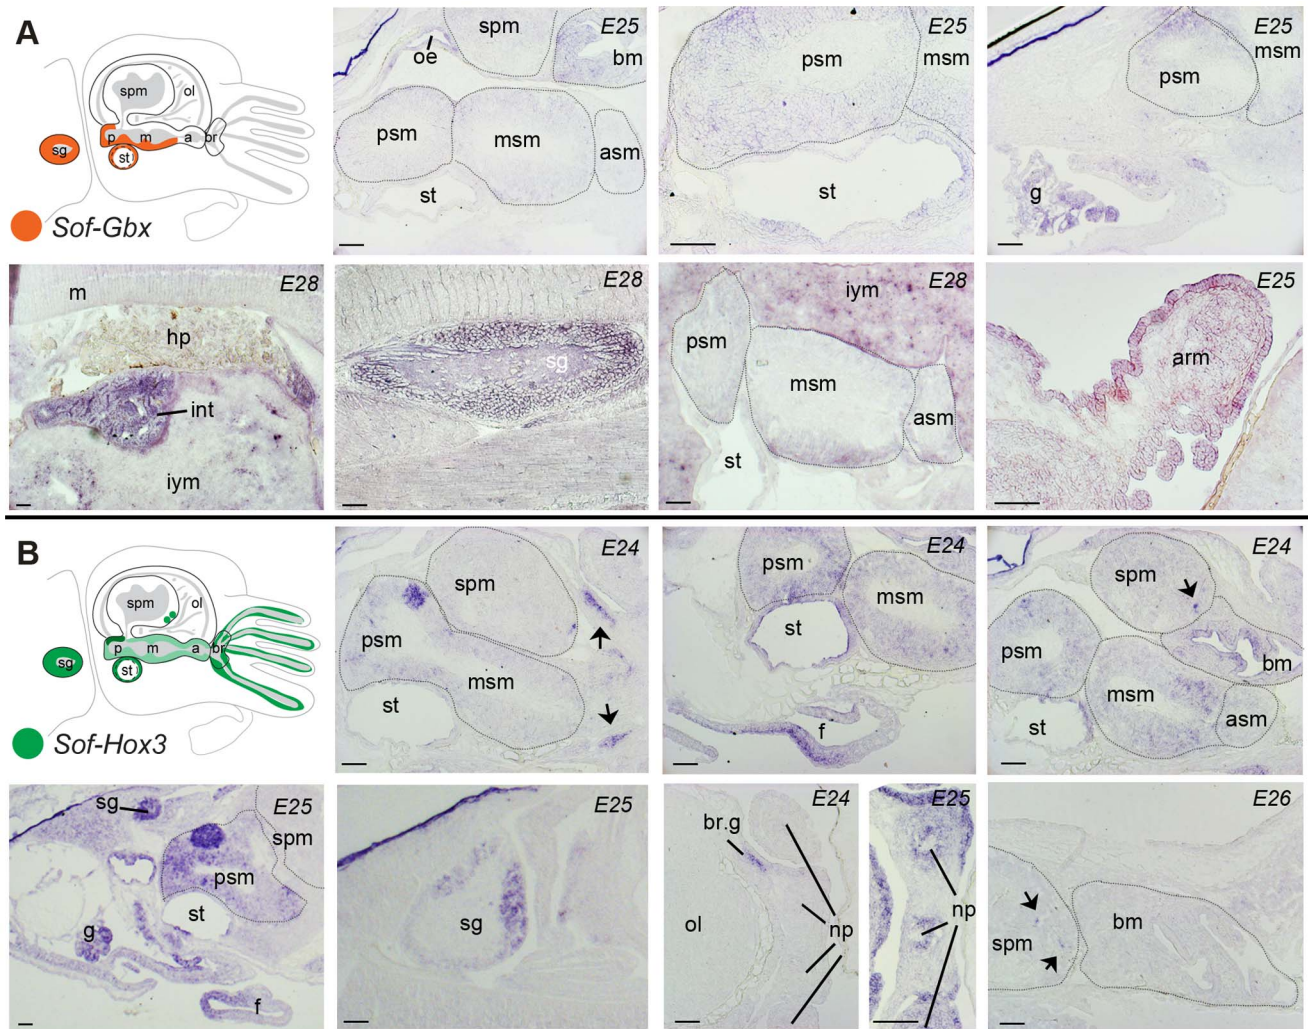 A
spm
ol
p
m
a
br
sg
st
Sof-Gbx
spm
E25
oe
bm
psm
msm
asm
st
E25
psm
msm
st
E25
msm
psm
g
m
E28
hp
int
iym
E28
sg
iym
E28
psm
msm
asm
st
E25
arm
B
spm
ol
p
m
a
br
sg
st
Sof-Hox3
E24
spm
psm
msm
st
E24
psm
msm
st
f
E24
spm
psm
bm
msm
asm
st
sg
E25
spm
psm
st
g
f
E25
sg
E24
br.g
ol
np
E25
np
E26
bm
spm